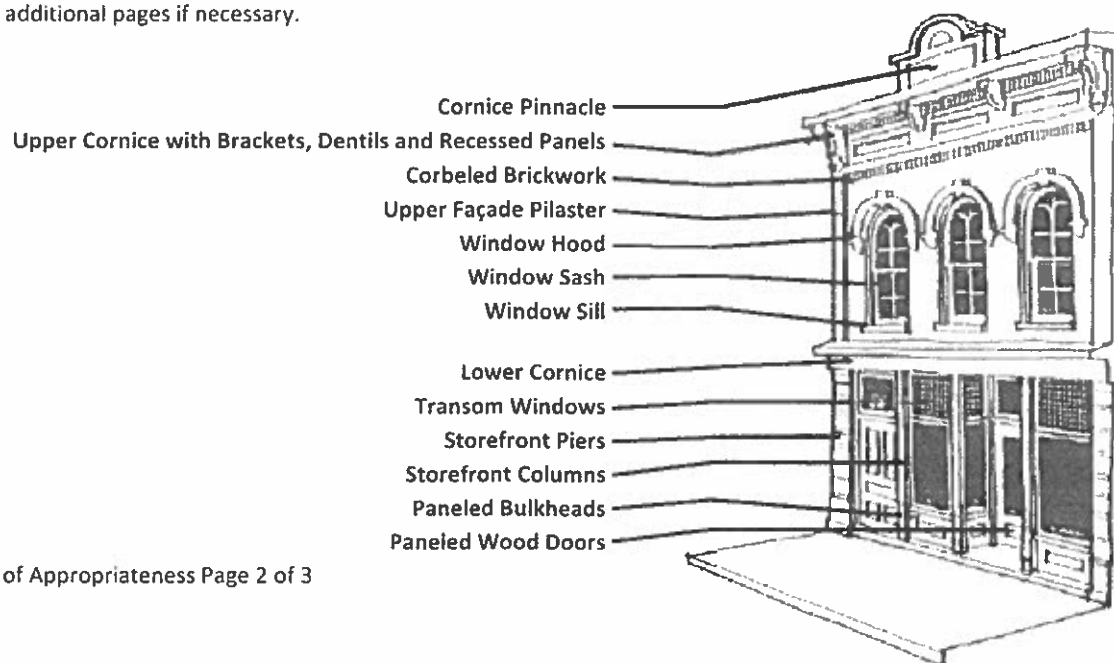 additional pages if necessary.
Cornice Pinnacle
Upper Cornice with Brackets, Dentils and Recessed Panels
Corbeled Brickwork
Upper Façade Pilaster
Window Hood
Window Sash
Window Sill
Lower Cornice
Transom Windows
Storefront Piers
Storefront Columns
Paneled Bulkheads
Paneled Wood Doors
of Appropriateness Page 2 of 3